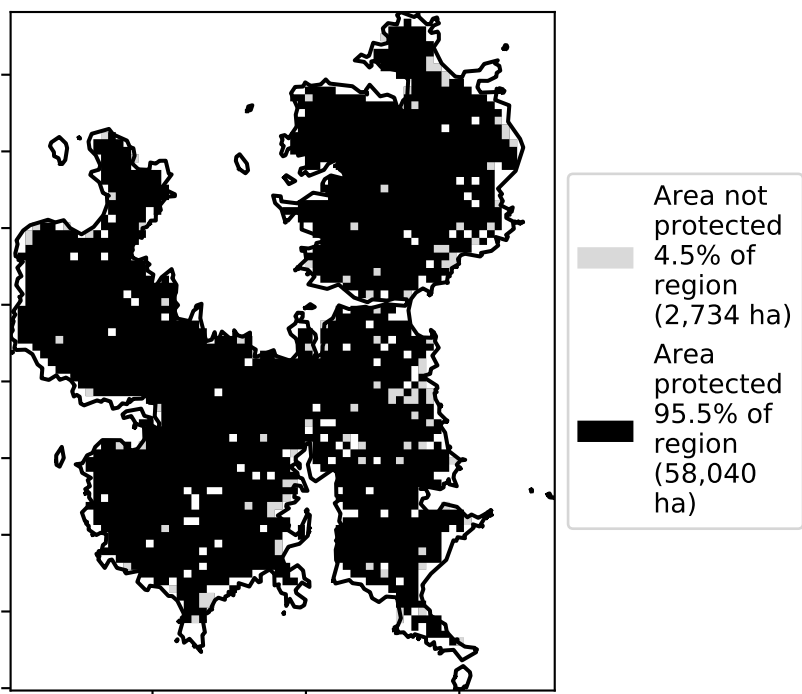 Area not
protected
4.5% of
region
(2,734 ha)
Area
protected
95.5% of
region
(58,040
ha)